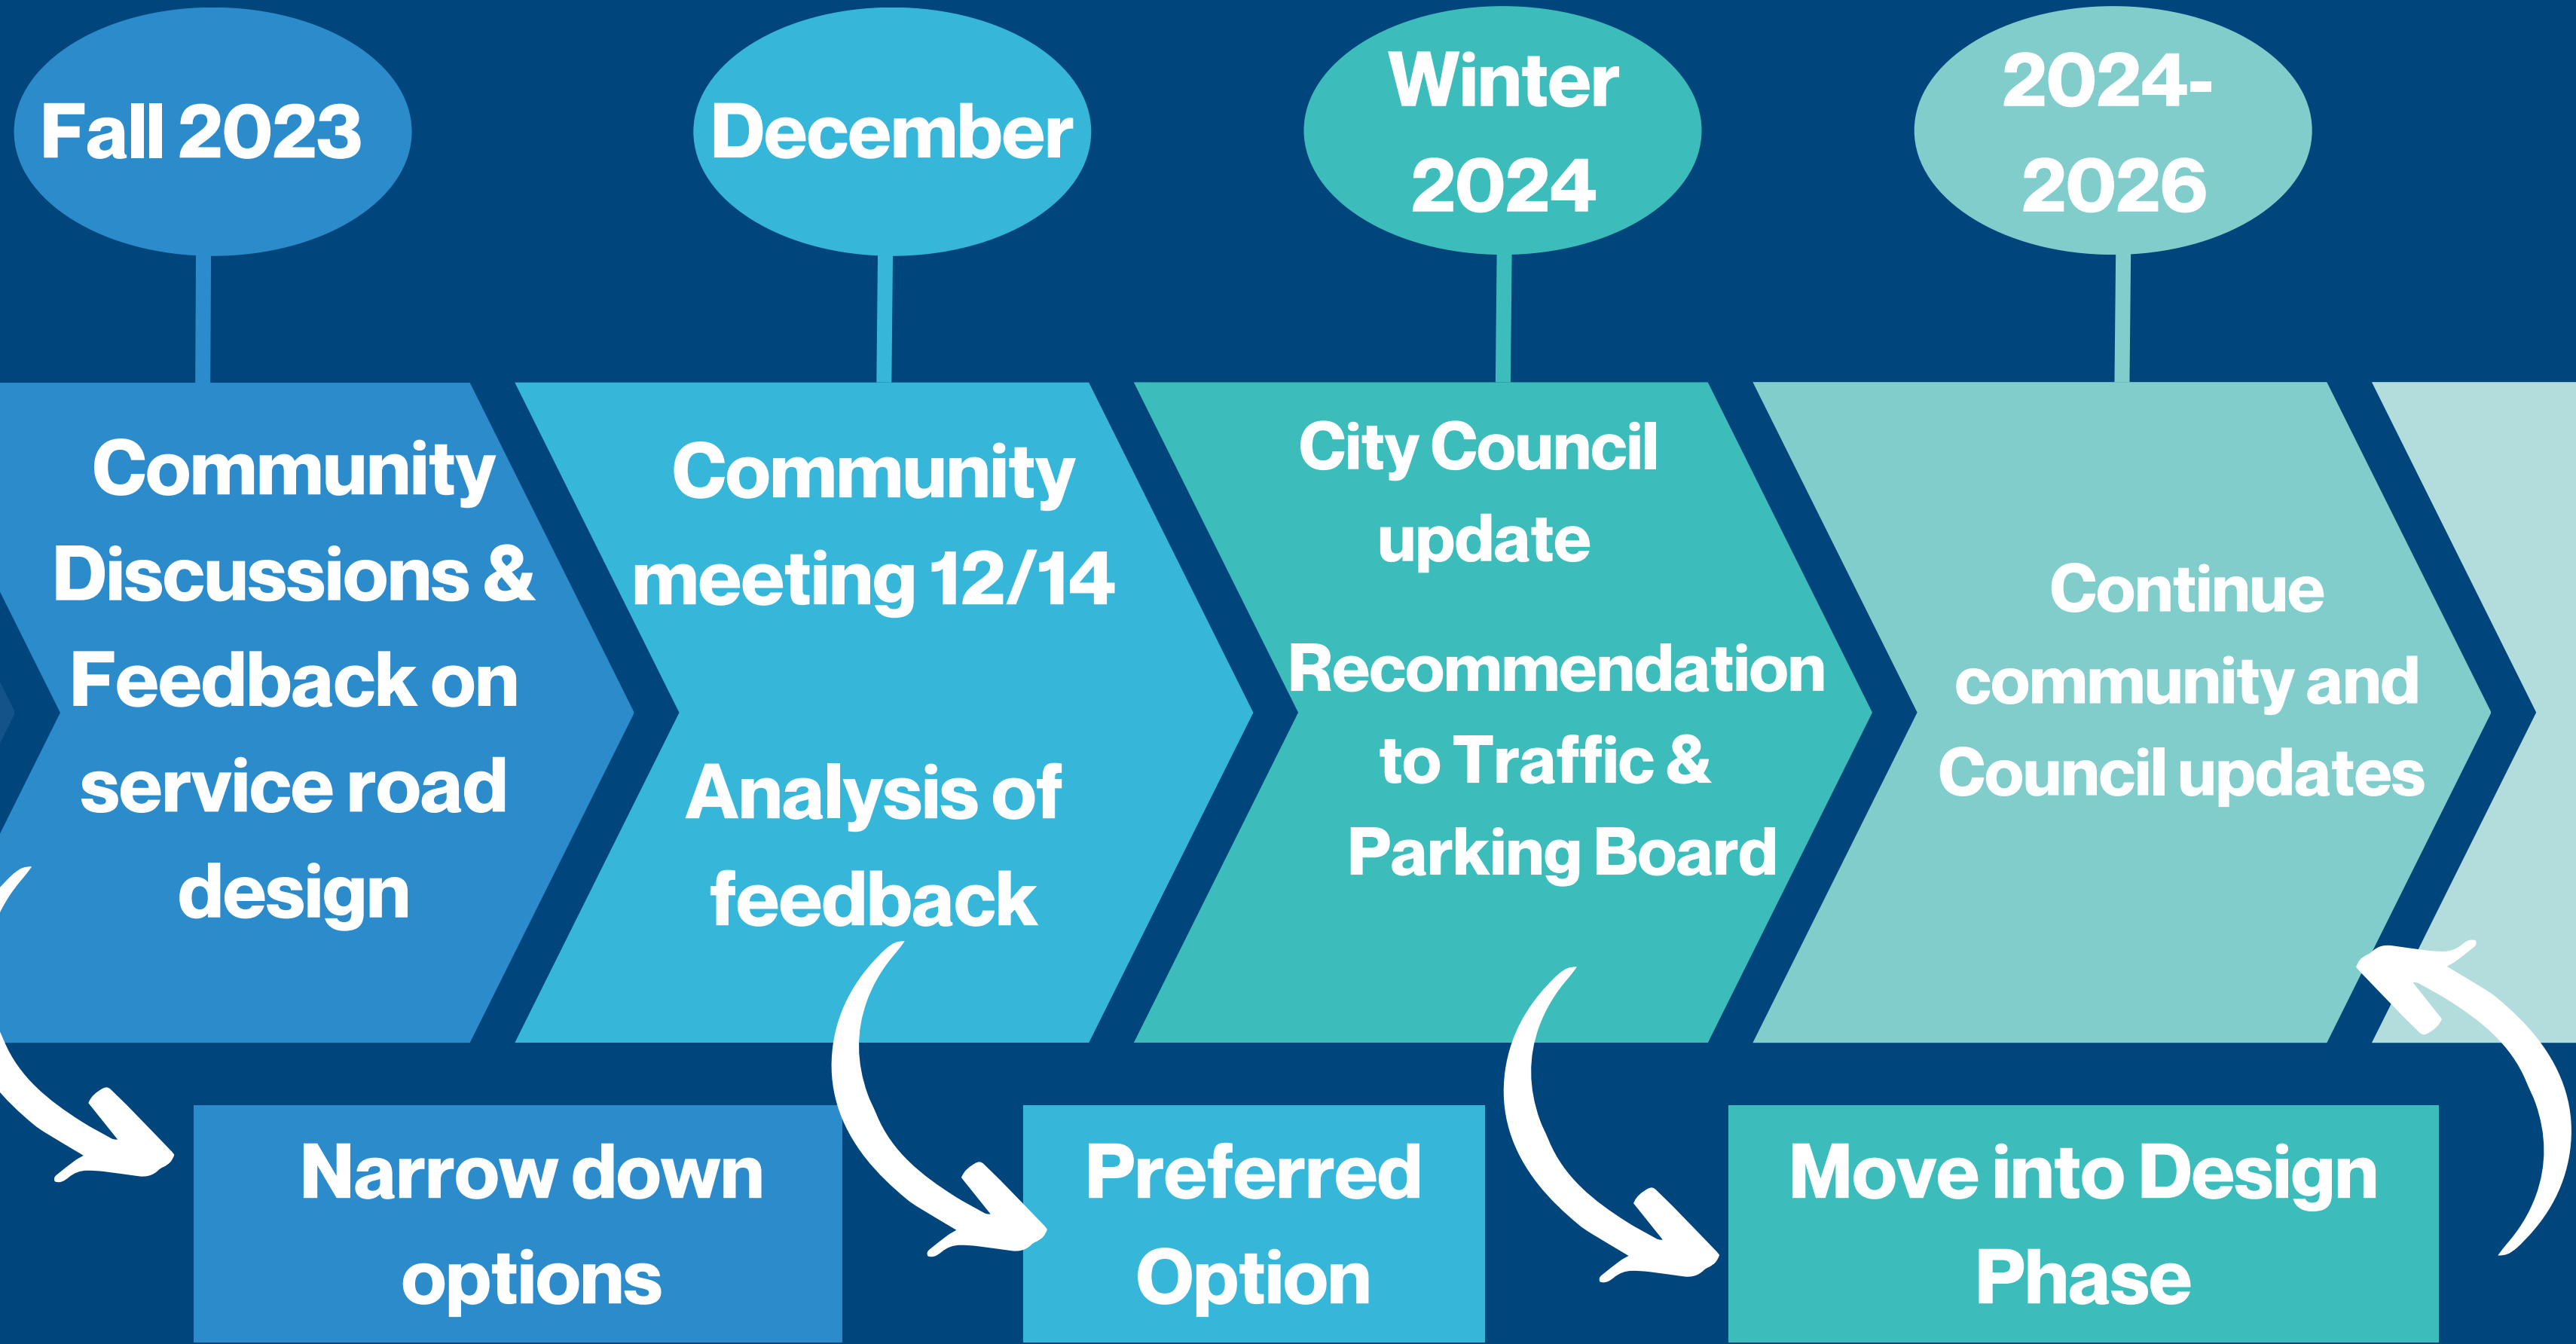 Fall 2023
December
Winter
2024
2024-
2026
Community
Discussions &
Feedback on
service road
design
Community
meeting 12/14
Analysis of
feedback
City Council
update
Recommendation
to Traffic &
Parking Board
Continue
community and
Council updates
Narrow down
options
Preferred
Option
Move into Design
Phase